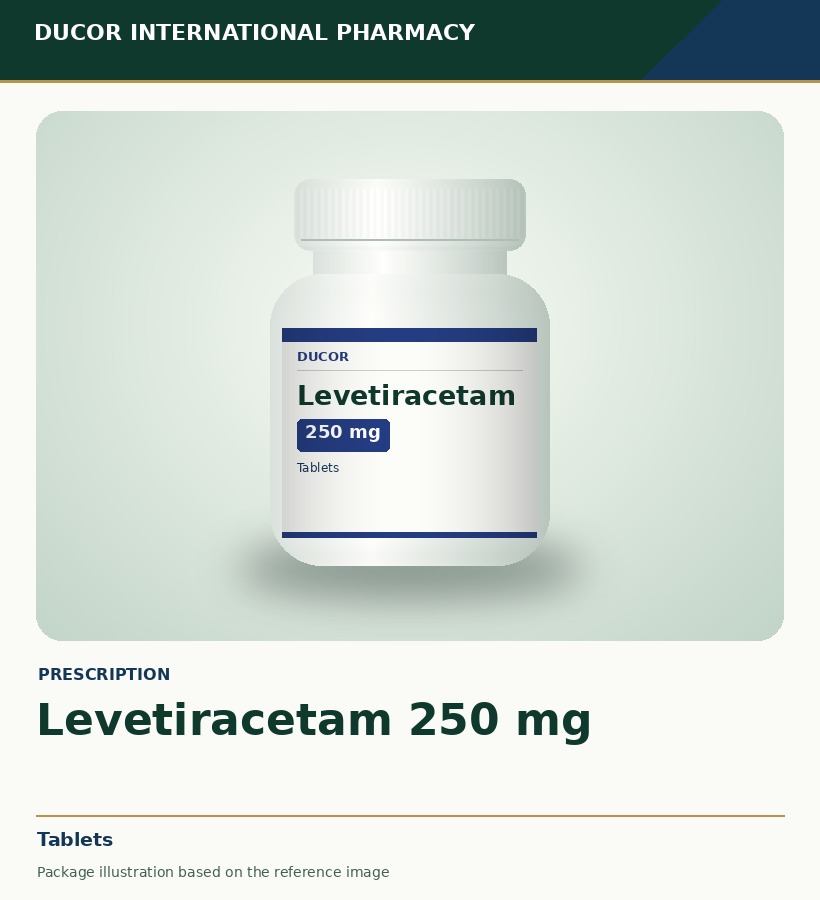 DUCOR INTERNATIONAL PHARMACY
DUCOR
Levetiracetam
250 mg
Tablets
PRESCRIPTION
Levetiracetam 250 mg
Tablets
Package illustration based on the reference image